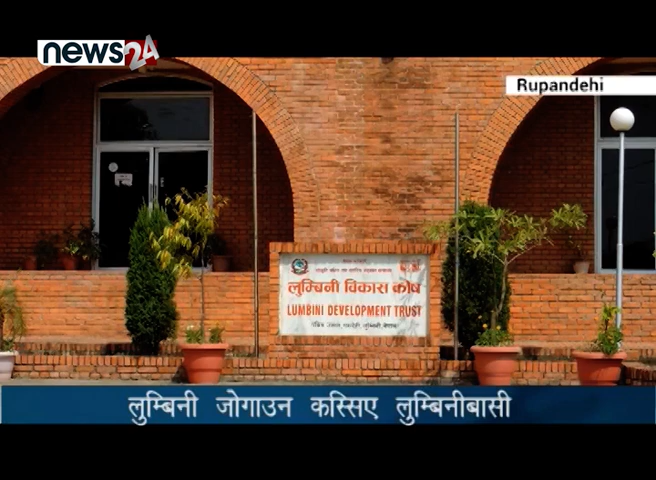 news24
Rupandehi
लुम्बिनी विकास कोष
LUMBINI DEVELOPMENT TRUST
लुम्बिनी जोगाउन कस्सिए लुम्बिनीबासी